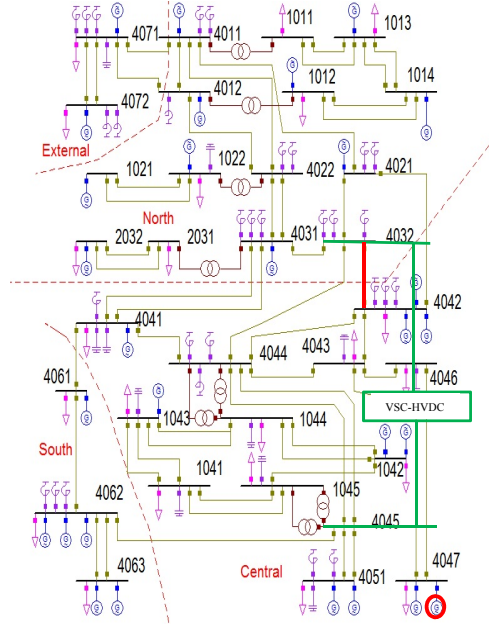 4071 4011 1011 1013
4012 1012 1014
4072
External
1021 1022 4022 4021
North
2032 2031 4031 4032
4042
4041
4044 4043 4046
4061
VSC-HVDC
1043 1044
South
1042
1041 1045
4062 4045
Central
4063 4051 4047
G G G G G G G G G G G G G G G G G G G G G G